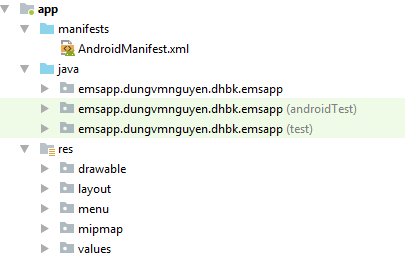 app
manifests
AndroidManifest.xml
java
emsapp.dungvmnguyen.dhbk.emsapp
emsapp.dungvmnguyen.dhbk.emsapp (androidTest)
emsapp.dungvmnguyen.dhbk.emsapp (test)
res
drawable
layout
menu
mipmap
values